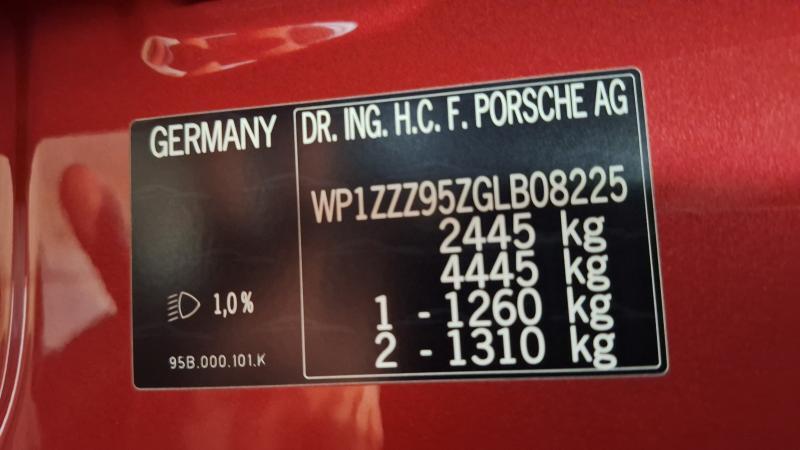 GERMANY
DR. ING. H.C. F. PORSCHE AG
WP1ZZZ95ZGLB08225
2445 kg
4445 kg
1 - 1260 kg
2 - 1310 kg
1,0%
95B.000.101.K